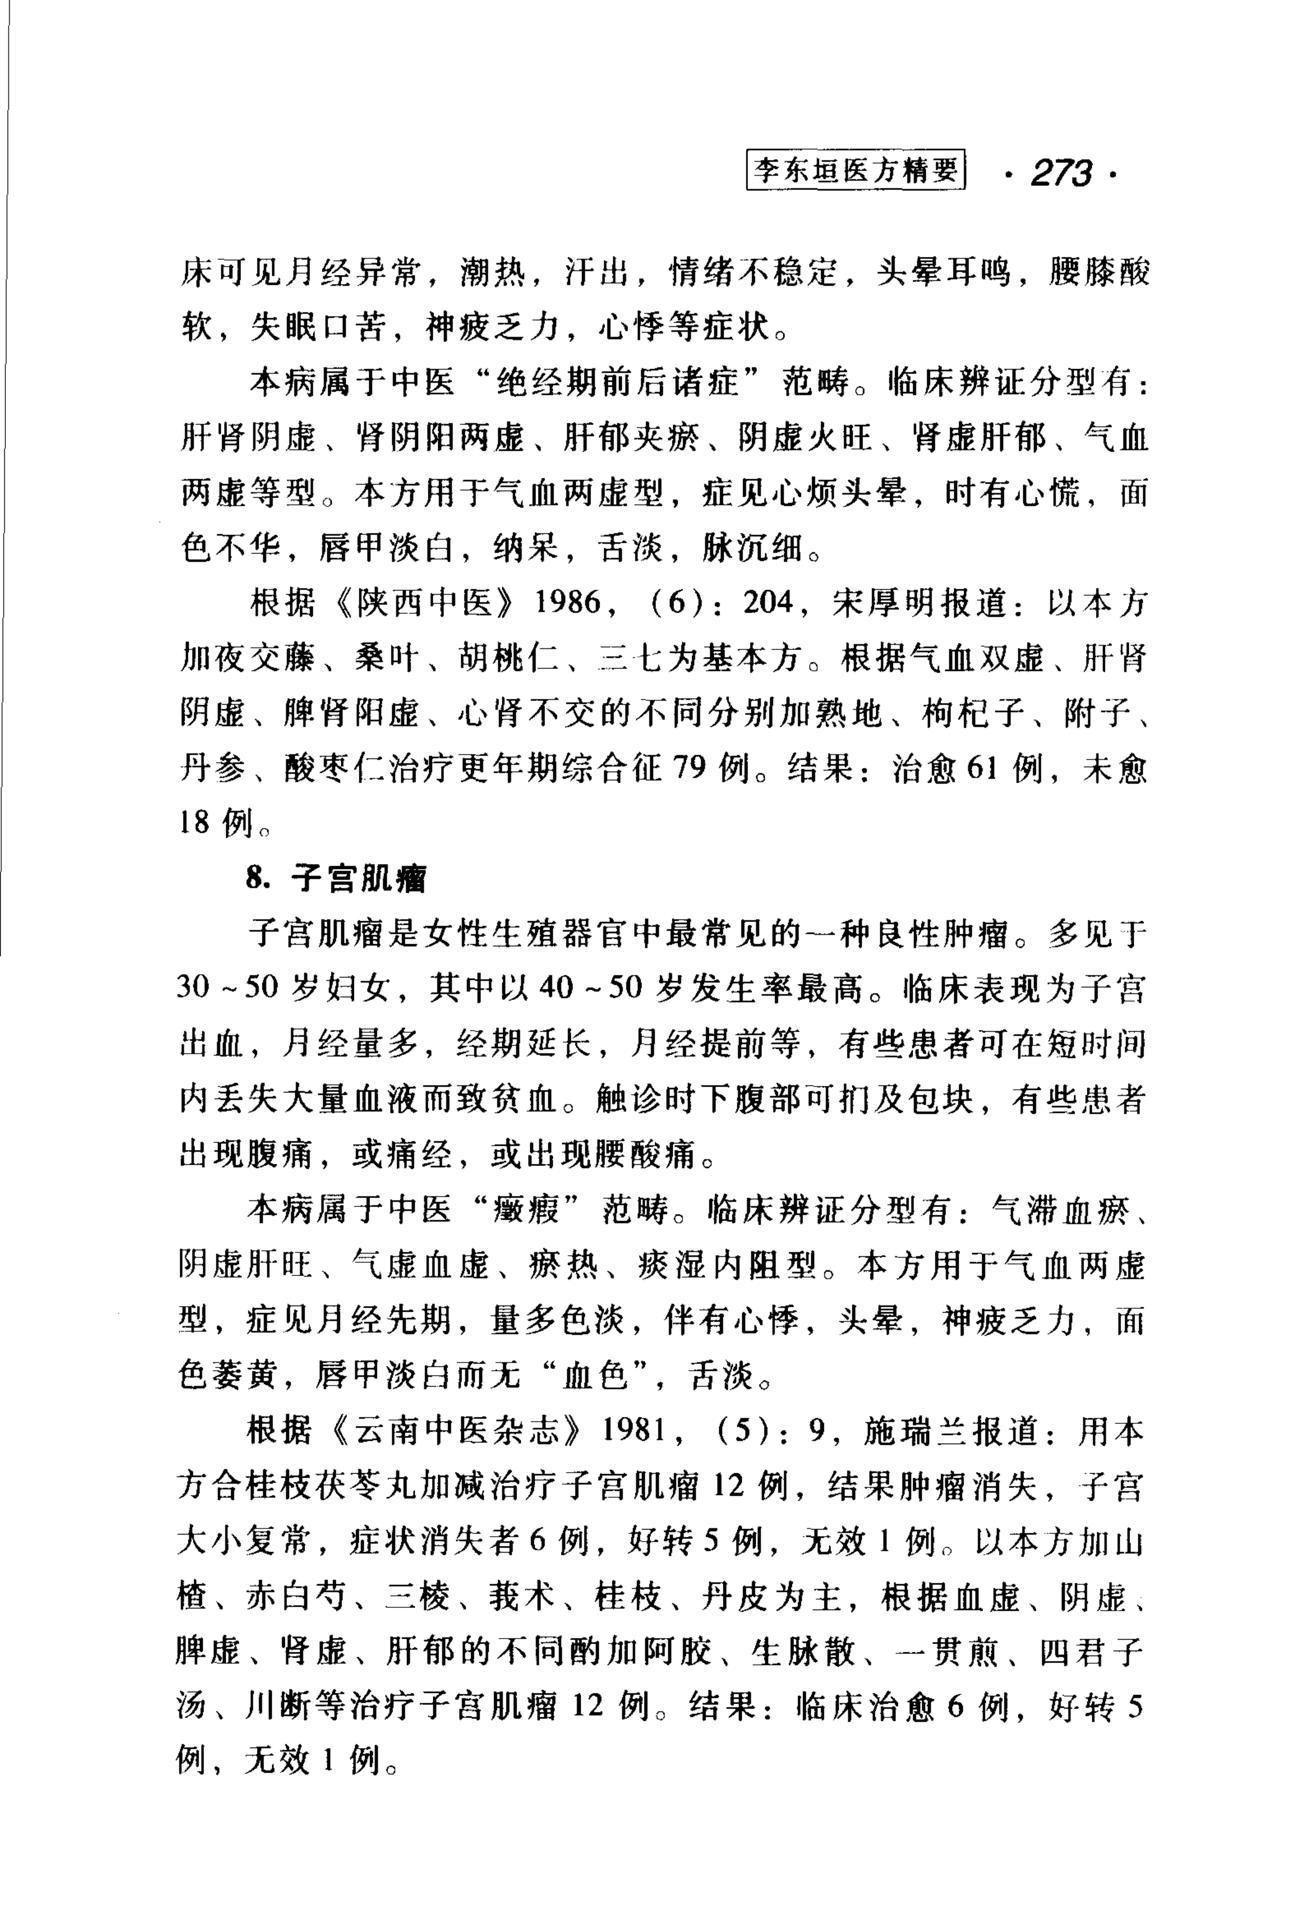 李东垣医方精要 ·273·
床可见月经异常，潮热，汗出，情绪不稳定，头晕耳鸣，腰膝酸
软，失眠口苦，神疲乏力，心悸等症状。
本病属于中医“绝经期前后诸症”范畴。临床辨证分型有：
肝肾阴虚、肾阴阳两虚、肝郁夹瘀、阴虚火旺、肾虚肝郁、气血
两虚等型。本方用于气血两虚型，症见心烦头晕，时有心慌，面
色不华，唇甲淡白，纳呆，舌淡，脉沉细。
根据《陕西中医》1986，（6）：204，宋厚明报道：以本方
加夜交藤、桑叶、胡桃仁、三七为基本方。根据气血双虚、肝肾
阴虚、脾肾阳虚、心肾不交的不同分别加熟地、枸杞子、附子、
丹参、酸枣仁治疗更年期综合征79例。结果：治愈61例，未愈
18例。
8. 子宫肌瘤
子宫肌瘤是女性生殖器官中最常见的一种良性肿瘤。多见于
30～50岁妇女，其中以40～50岁发生率最高。临床表现为子宫
出血，月经量多，经期延长，月经提前等，有些患者可在短时间
内丢失大量血液而致贫血。触诊时下腹部可扪及包块，有些患者
出现腹痛，或痛经，或出现腰酸痛。
本病属于中医“癥瘕”范畴。临床辨证分型有：气滞血瘀、
阴虚肝旺、气虚血虚、瘀热、痰湿内阻型。本方用于气血两虚
型，症见月经先期，量多色淡，伴有心悸，头晕，神疲乏力，面
色萎黄，唇甲淡白而无“血色”，舌淡。
根据《云南中医杂志》1981，（5）：9，施瑞兰报道：用本
方合桂枝茯苓丸加减治疗子宫肌瘤12例，结果肿瘤消失，子宫
大小复常，症状消失者6例，好转5例，无效1例。以本方加山
楂、赤白芍、三棱、莪术、桂枝、丹皮为主，根据血虚、阴虚、
脾虚、肾虚、肝郁的不同酌加阿胶、生脉散、一贯煎、四君子
汤、川断等治疗子宫肌瘤12例。结果：临床治愈6例，好转5
例，无效1例。